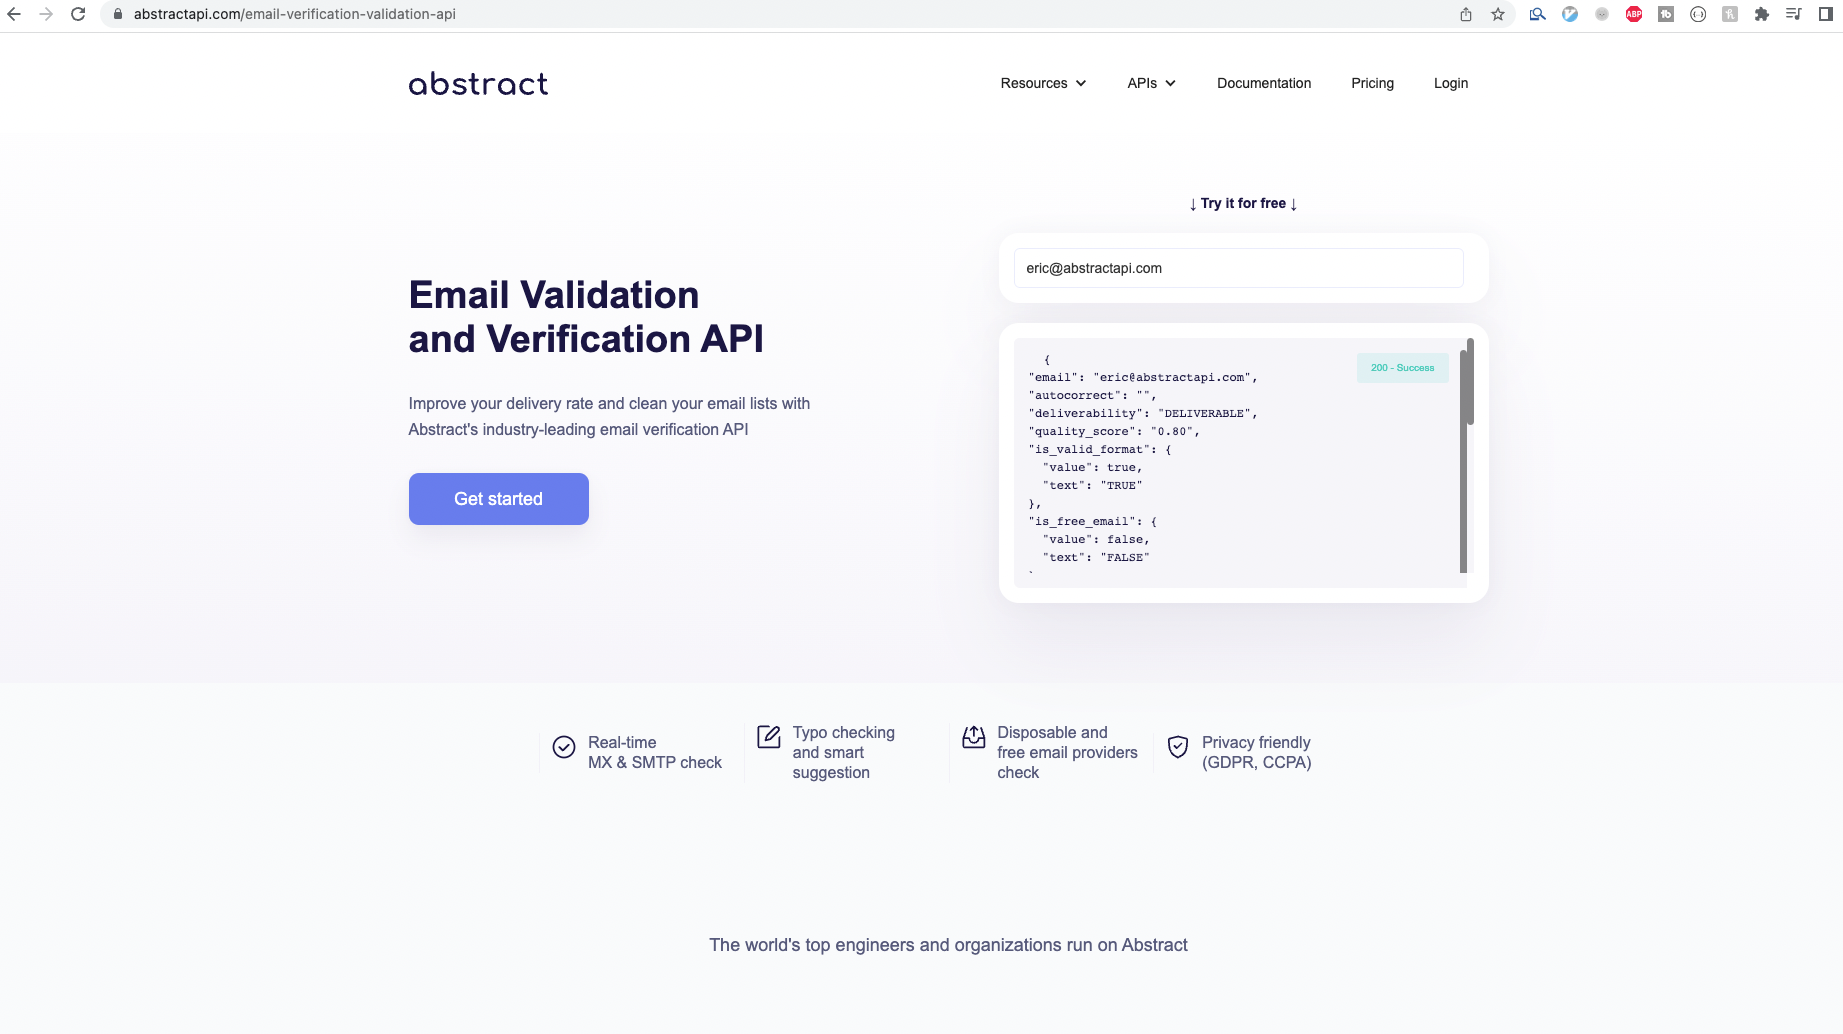 abstractapi.com/email-verification-validation-api
ABP
abstract
Resources
APIs
Documentation
Pricing
Login
↓ Try it for free ↓
eric@abstractapi.com
Email Validation
and Verification API
Improve your delivery rate and clean your email lists with
Abstract's industry-leading email verification API
Get started
200 - Success
{
"email": "eric@abstractapi.com",
"autocorrect": "",
"deliverability": "DELIVERABLE",
"quality_score": "0.80",
"is_valid_format": {
"value": true,
"text": "TRUE"
},
"is_free_email": {
"value": false,
"text": "FALSE"
Real-time
MX & SMTP check
Typo checking
and smart
suggestion
Disposable and
free email providers
check
Privacy friendly
(GDPR, CCPA)
The world's top engineers and organizations run on Abstract